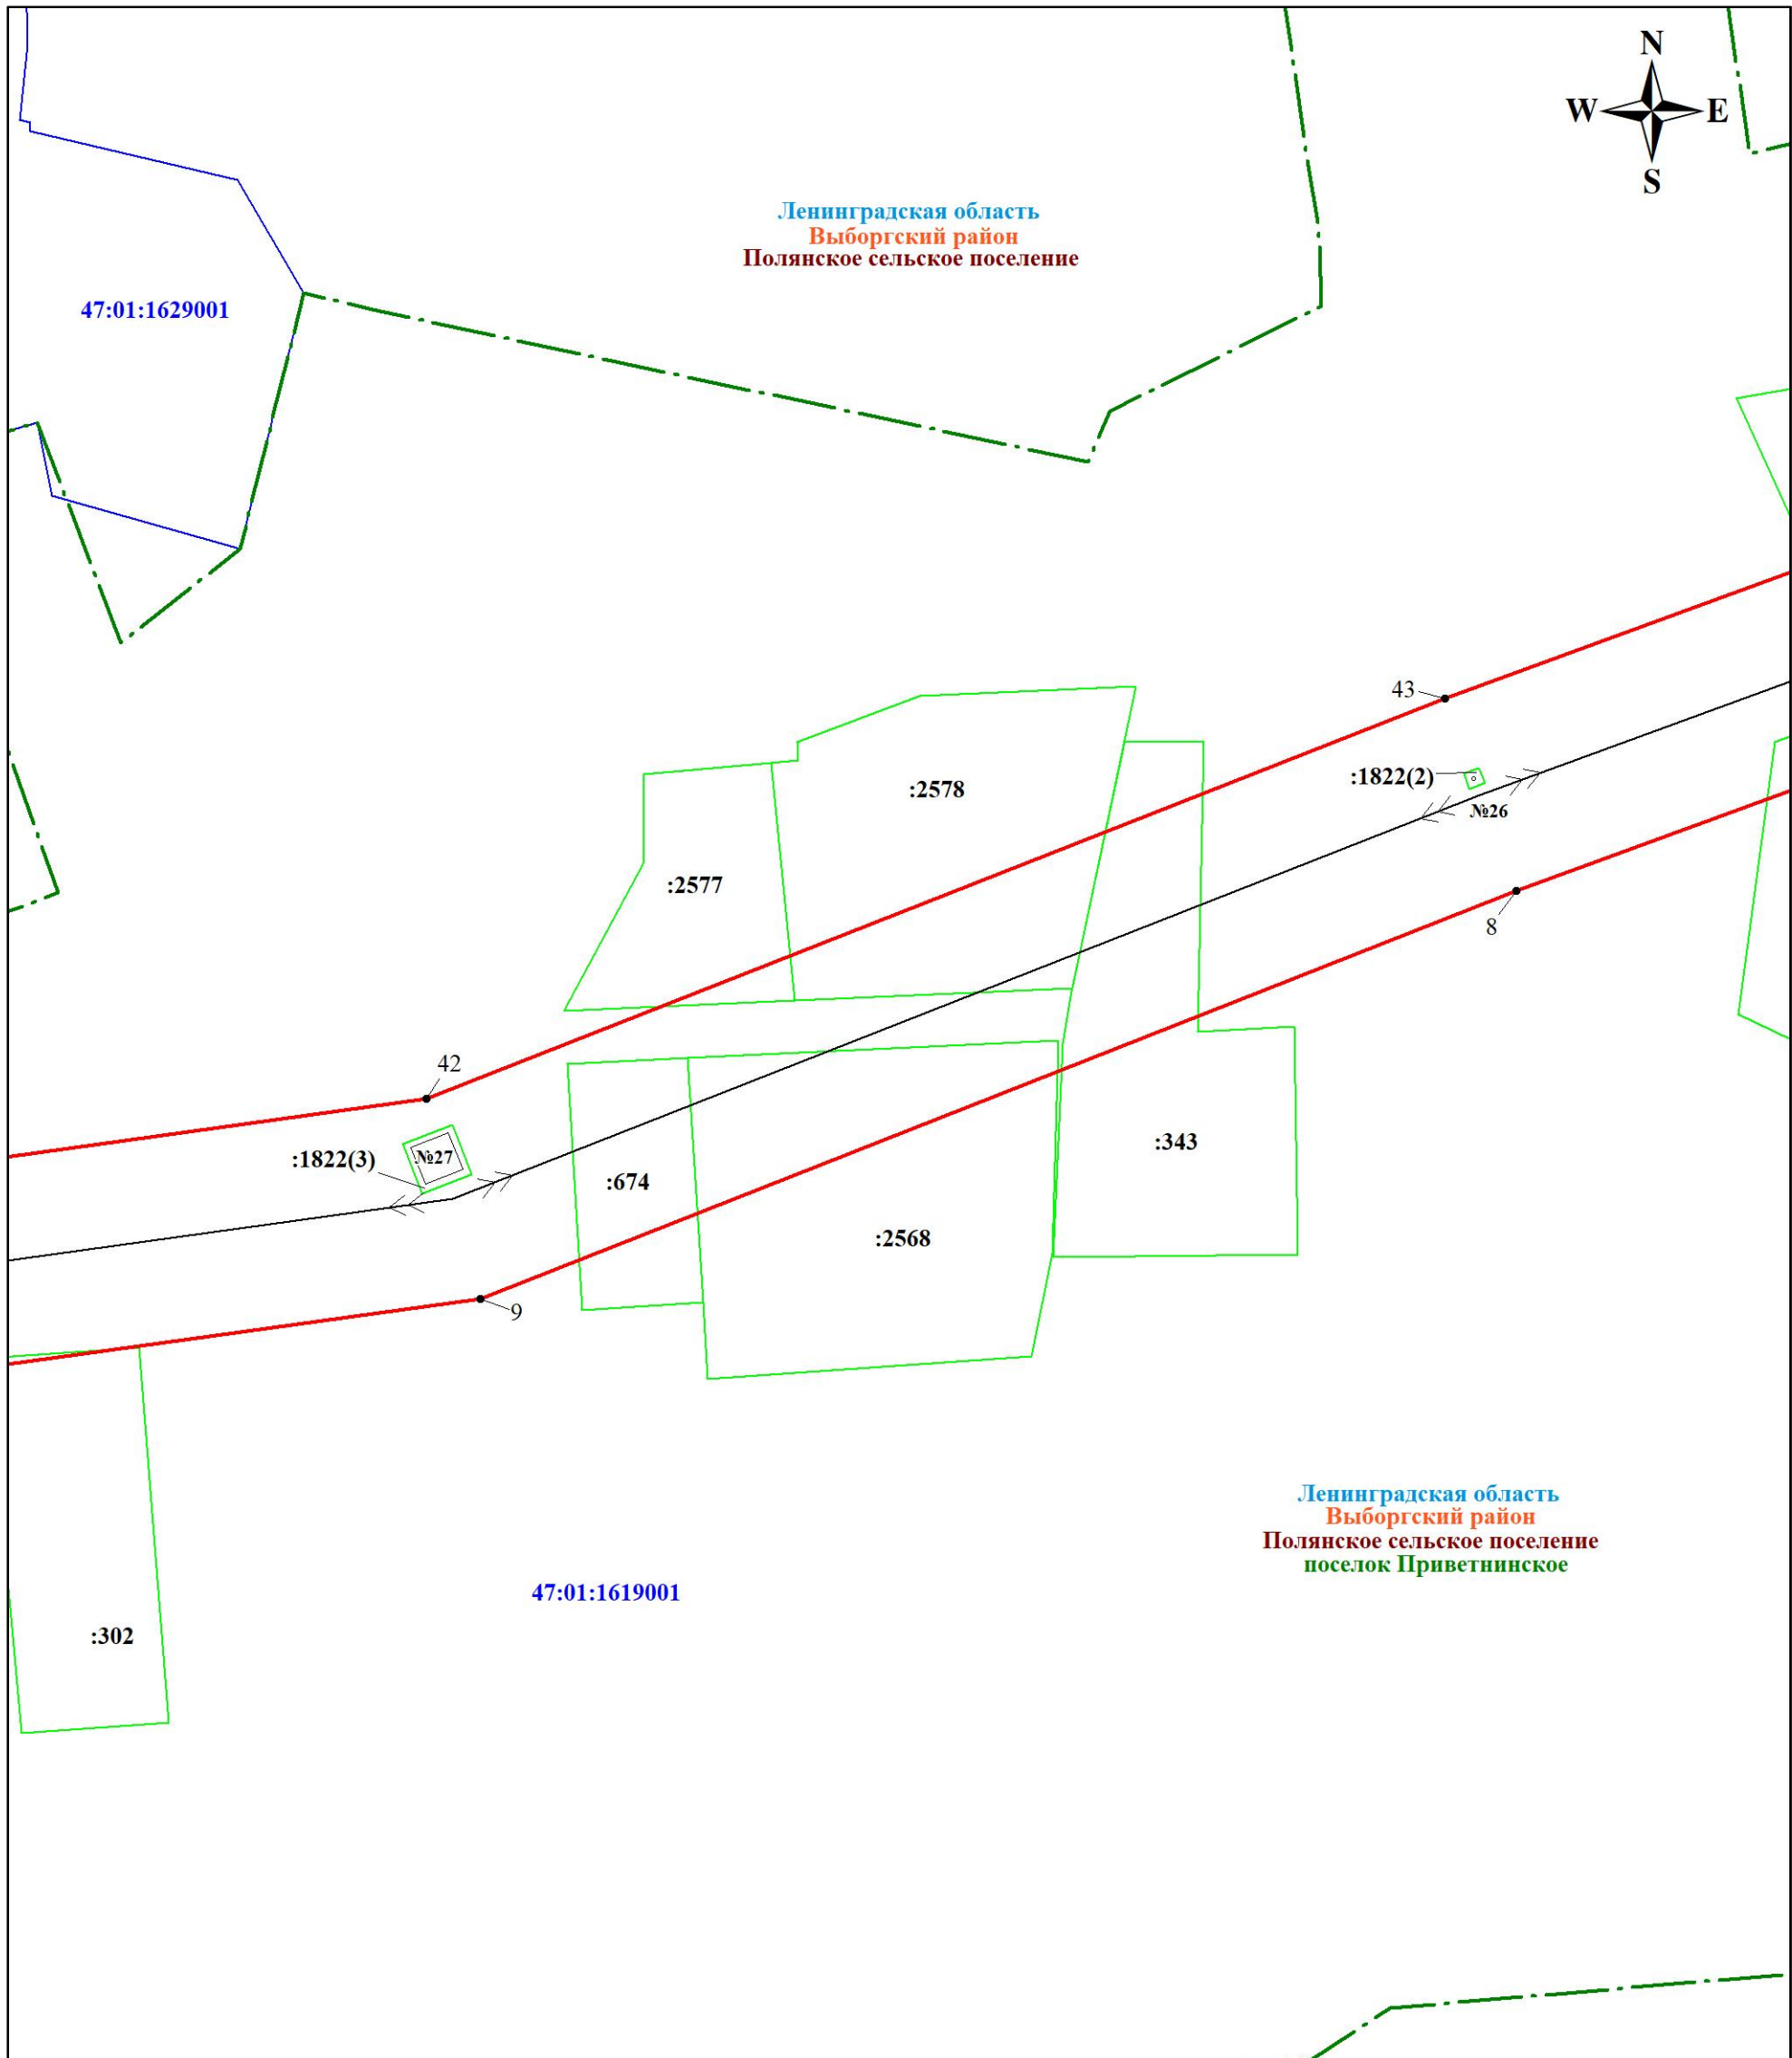 N
W E
S
Ленинградская область
Выборгский район
Полянское сельское поселение
47:01:1629001
43
:1822(2)
:2578
№26
:2577
8
42
:343
№27
:1822(3)
:674
:2568
9
Ленинградская область
Выборгский район
Полянское сельское поселение
поселок Приветнинское
47:01:1619001
:302